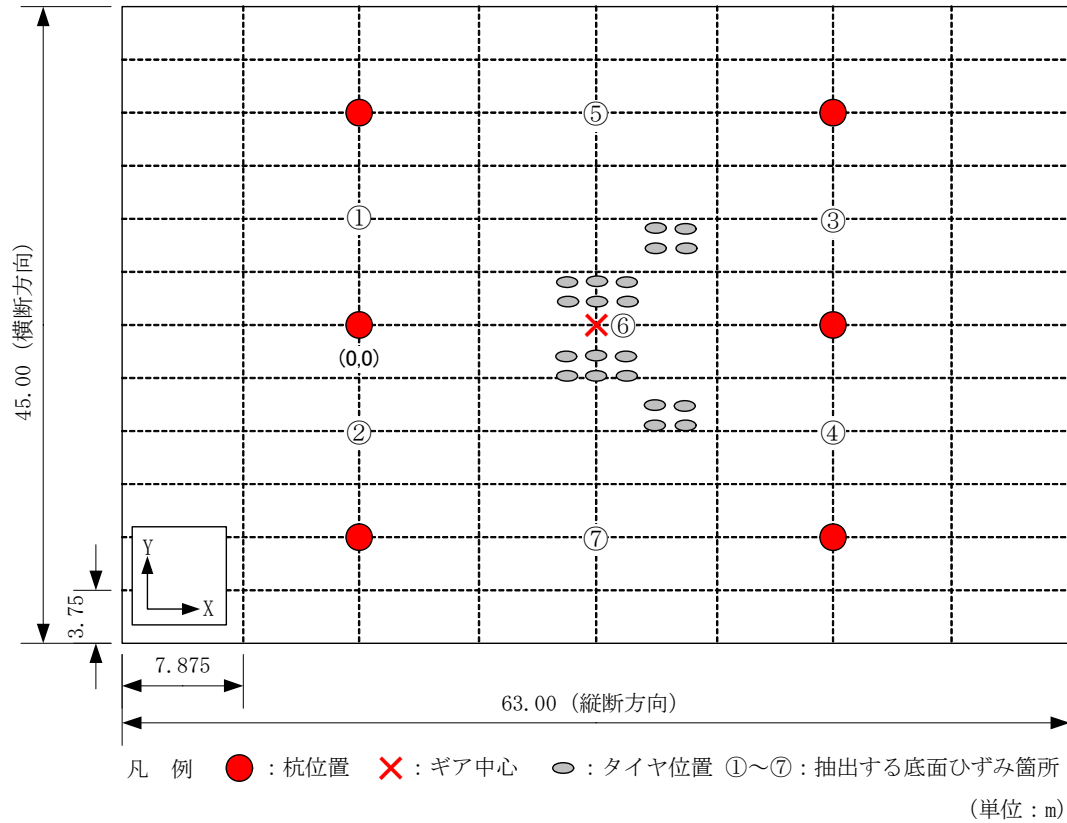 ⑤
①
③
⑥
(0,0)
②
④
⑦
Y
X
45.00 (横断方向)
3.75
7.875
63.00 (縦断方向)
凡 例 : 杭位置 : ギア中心 : タイヤ位置 ①~⑦ : 抽出する底面ひずみ箇所
(単位:m)